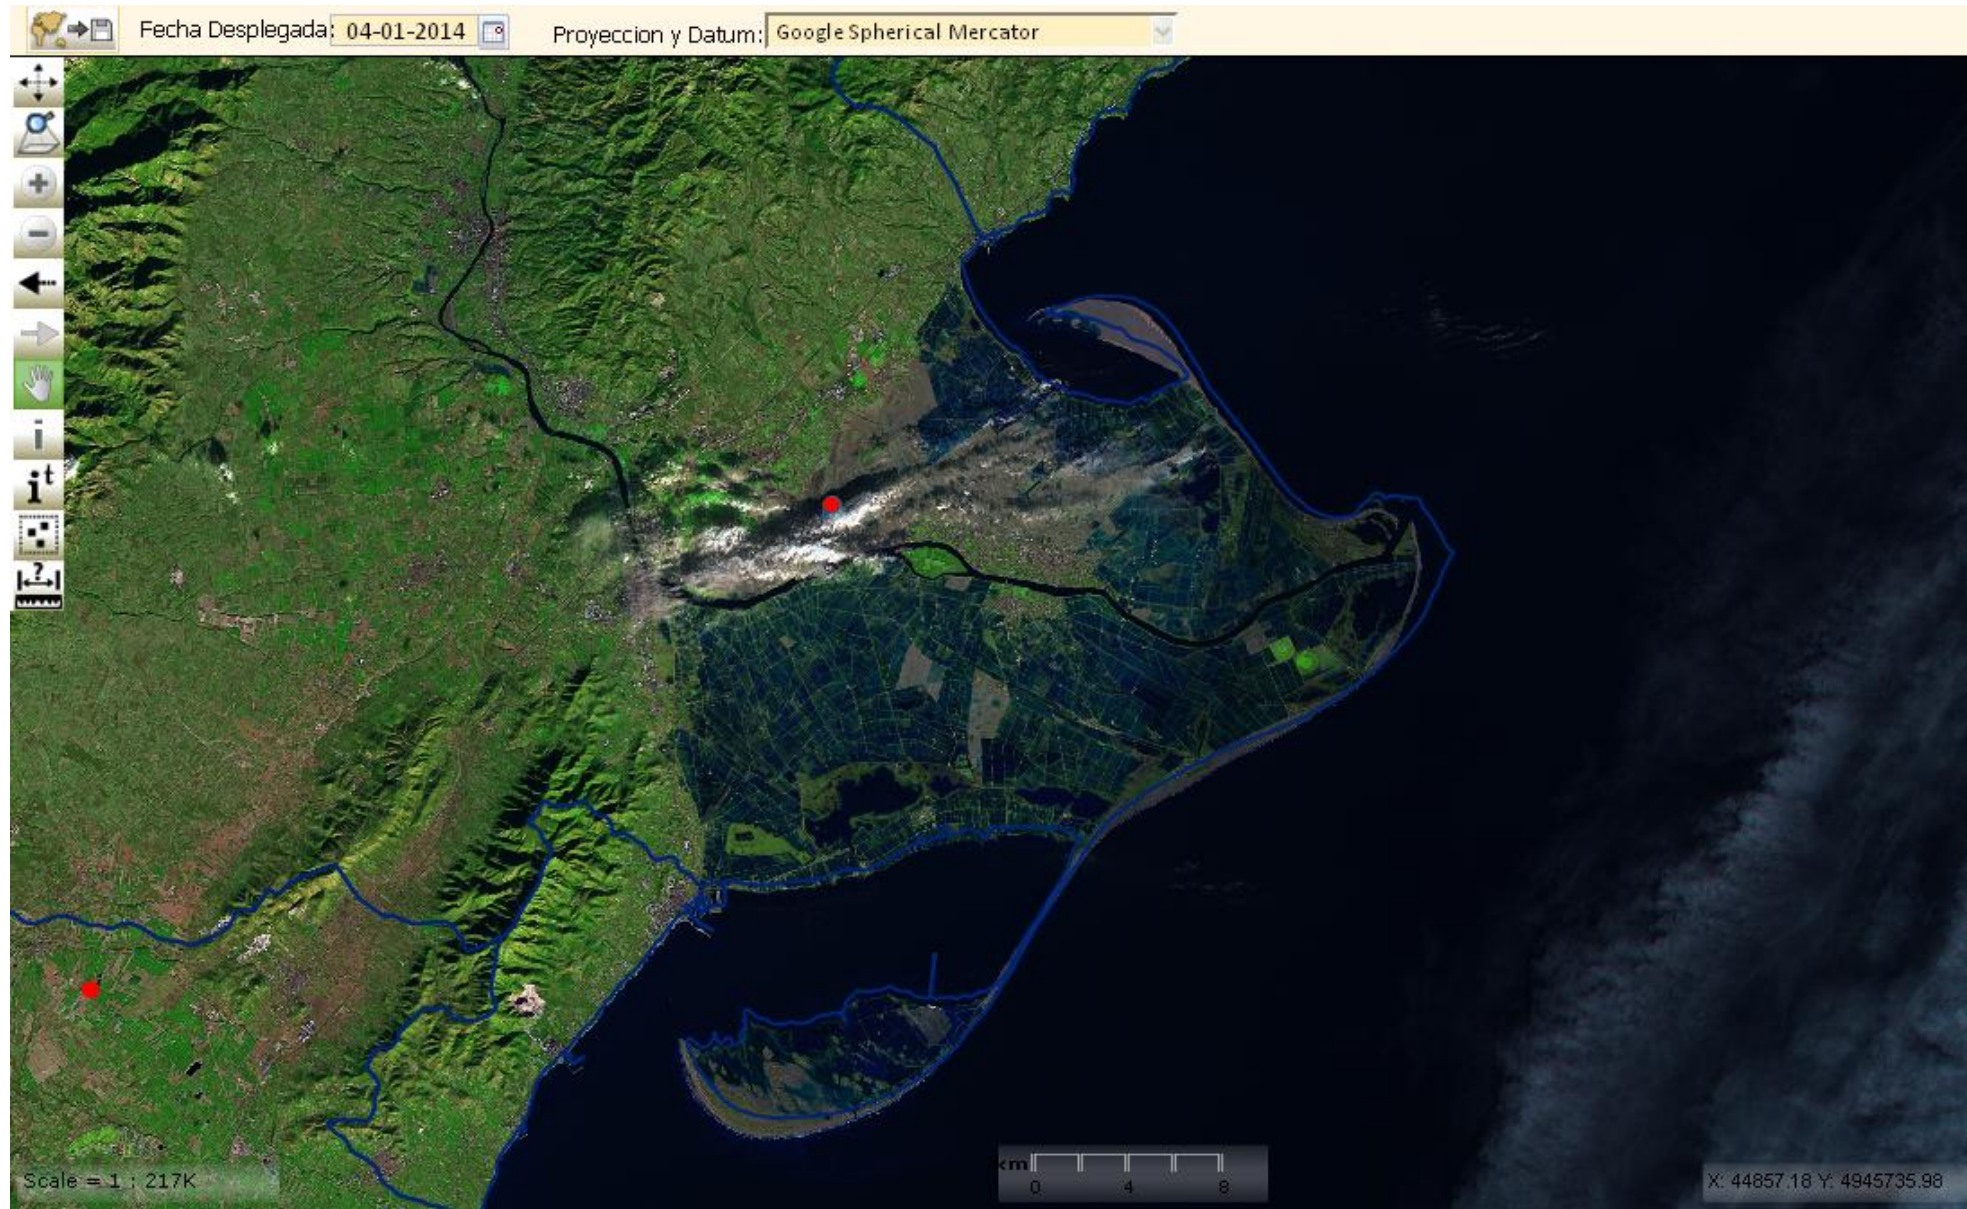 Fecha Desplegada: 04-01-2014 Proyeccion y Datum: Google Spherical Mercator
i
i t
?
km
0 4 8
Scale = 1 : 217K
X: 44857.18 Y: 4945735.98